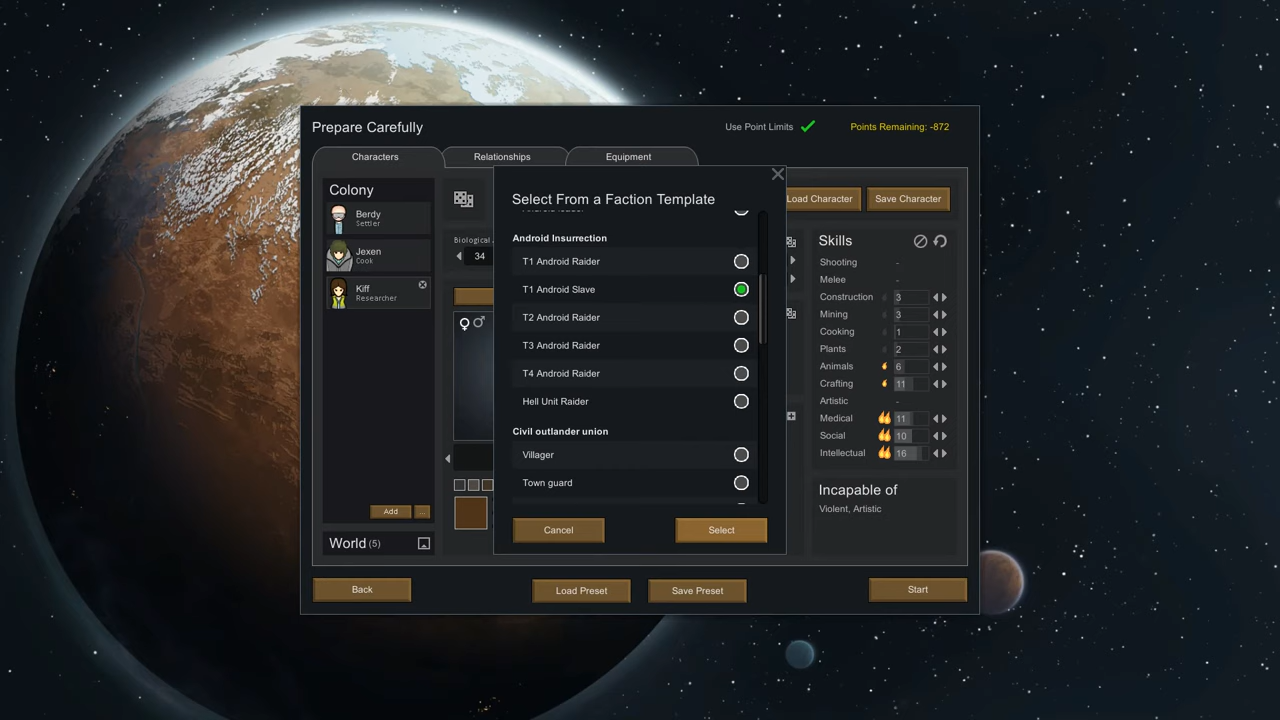 Prepare Carefully
Use Point Limits
Points Remaining: -872
Characters
Relationships
Equipment
Colony
Berdy
Settler
Jexen
Cook
Kiff
Researcher
Add
...
World (5)
Biological
34
Select From a Faction Template
Android Insurrection
T1 Android Raider
T1 Android Slave
T2 Android Raider
T3 Android Raider
T4 Android Raider
Hell Unit Raider
Civil outlander union
Villager
Town guard
Cancel
Select
Load Character
Save Character
Skills
Shooting -
Melee -
Construction 3
Mining 3
Cooking 1
Plants 2
Animals 6
Crafting 11
Artistic -
Medical 11
Social 10
Intellectual 16
Incapable of
Violent, Artistic
Back
Load Preset
Save Preset
Start